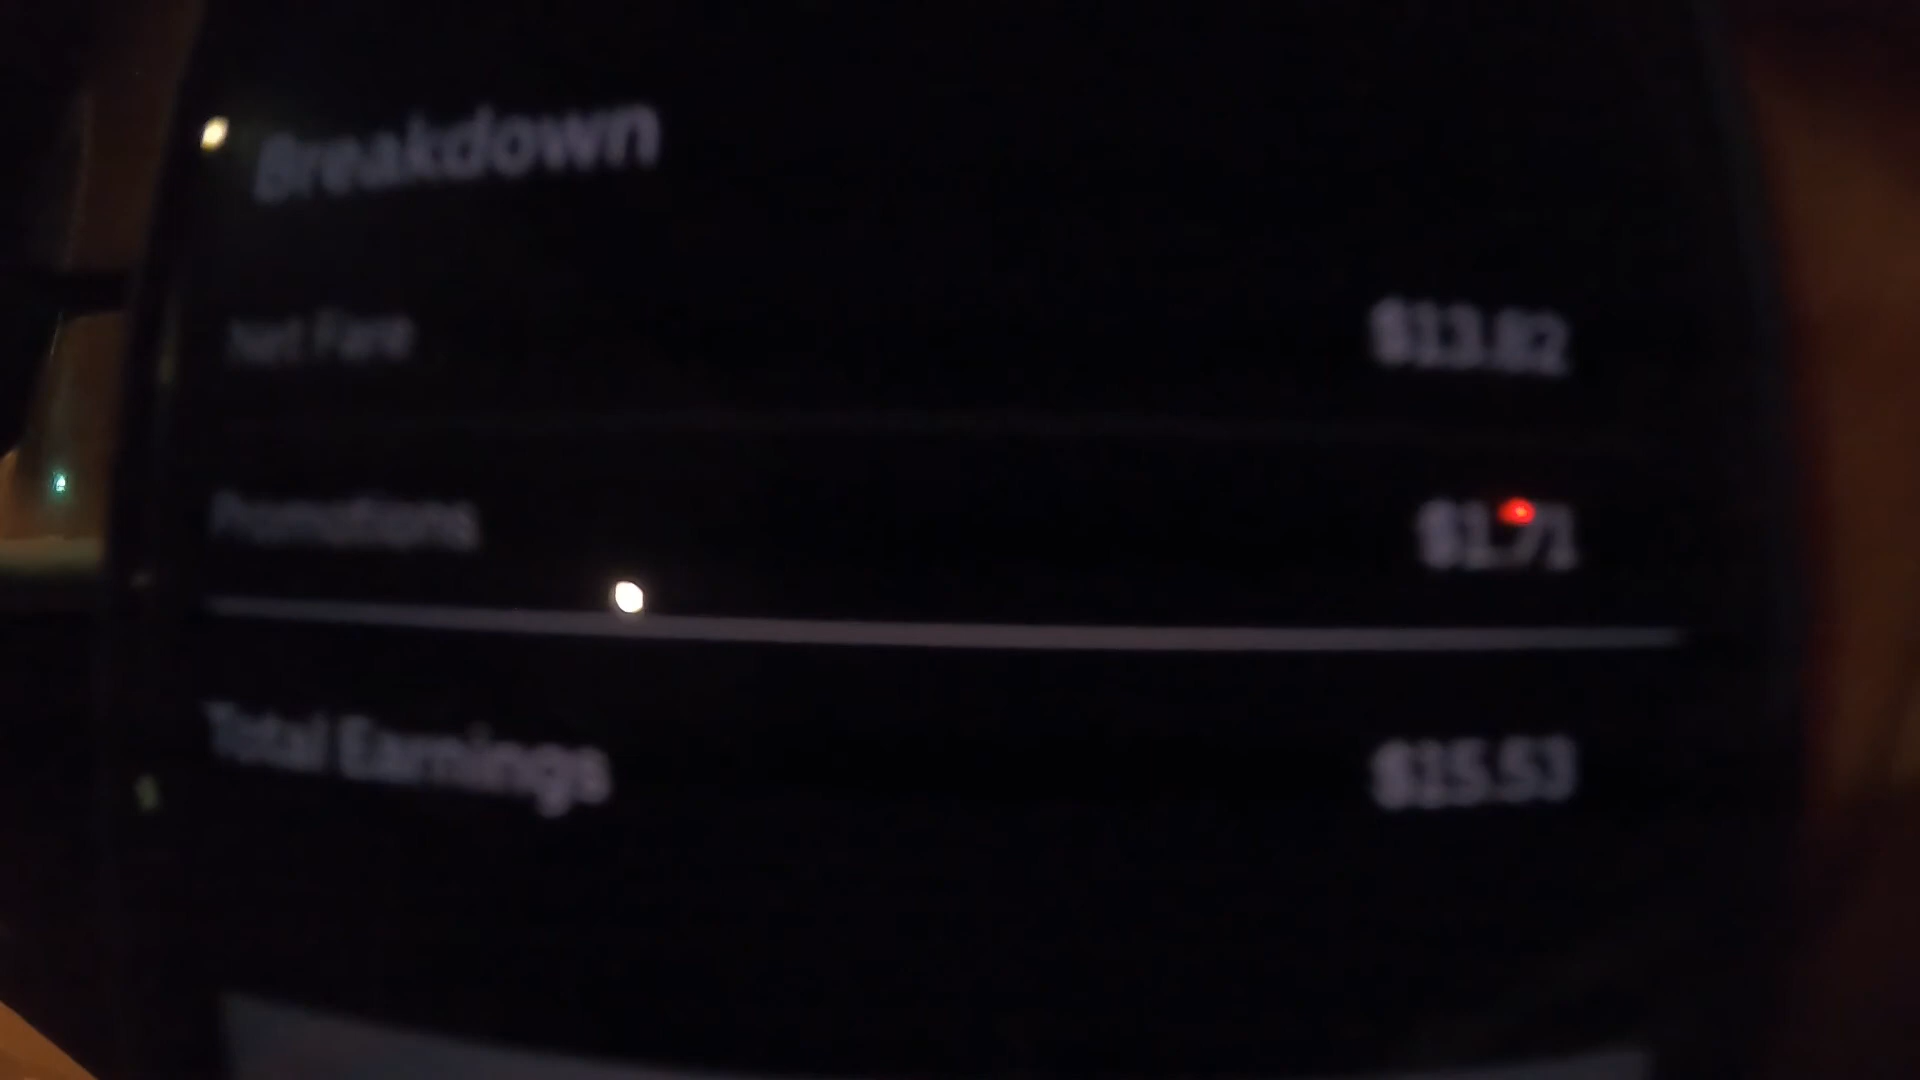 Breakdown
Net Fare $13.82
Promotions $1.71
Total Earnings $15.53